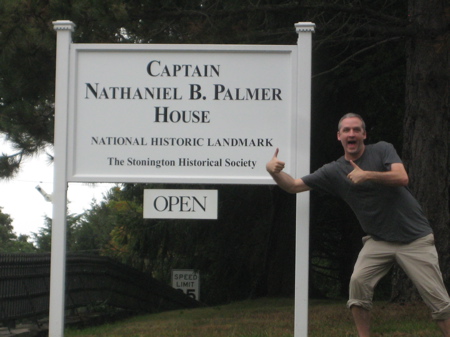 CAPTAIN
NATHANIEL B. PALMER
HOUSE
NATIONAL HISTORIC LANDMARK
The Stonington Historical Society
OPEN
SPEED
LIMIT